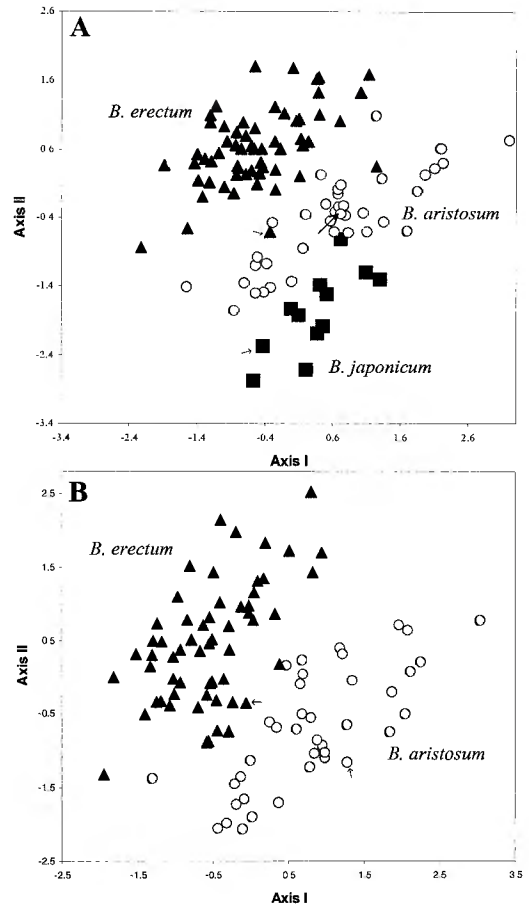 A
1.6
B. erectum
0.6
Axis II
-0.4
B. aristosum
-1.4
-2.4
B. japonicum
-3.4
-3.4 -2.4 -1.4 -0.4 0.6 1.6 2.6
Axis I
B
2.5
B. erectum
1.5
0.5
Axis II
-0.5
B. aristosum
-1.5
-2.5
-2.5 -1.5 -0.5 0.5 1.5 2.5 3.5
Axis I